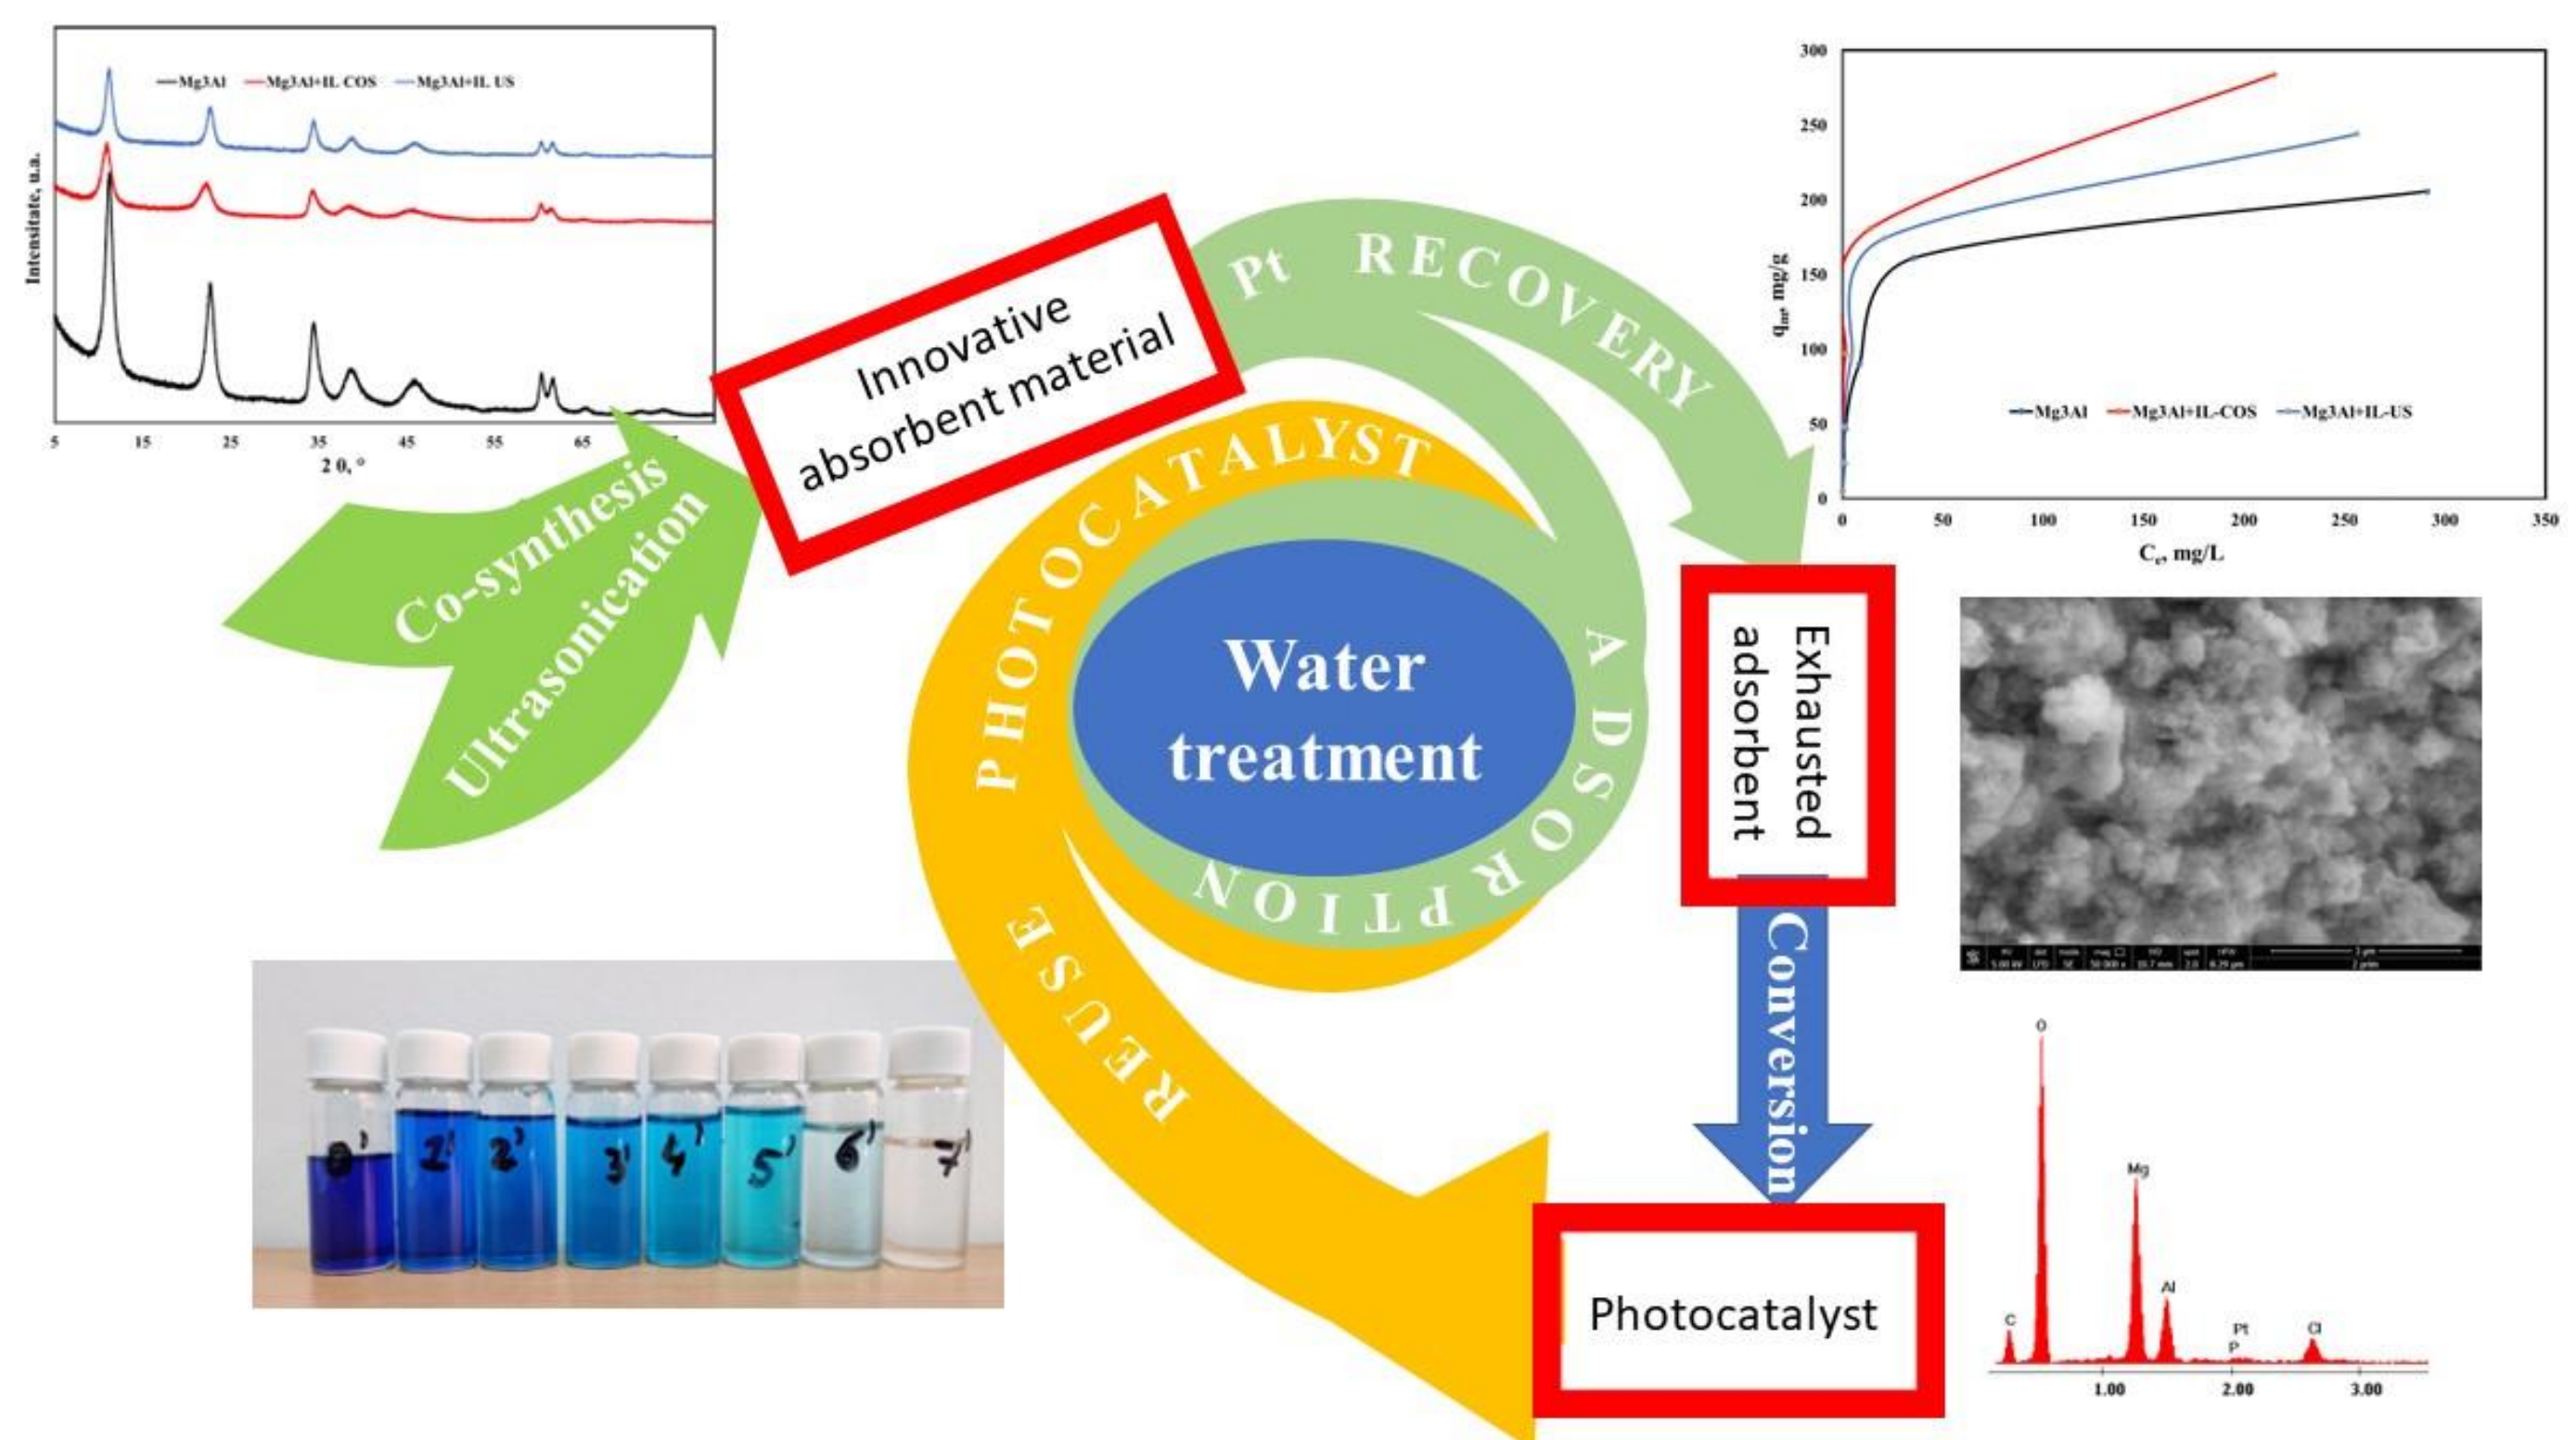 Mg3Al
Mg3Al+IL COS
Mg3Al+IL US
Intensitate, u.a.
5 15 25 35 45 55 65
2 θ, °
Co-synthesis
Ultrasonication
Innovative
absorbent material
Pt RECOVERY
PHOTOCATALYST
ADSORPTION
REUSE
Water
treatment
300
250
200
150
100
50
0
qₘ, mg/g
Mg3Al
Mg3Al+IL-COS
Mg3Al+IL-US
0 50 100 150 200 250 300 350
Cₑ, mg/L
Exhausted
adsorbent
Conversion
Photocatalyst
0' 1' 2' 3' 4' 5' 6' 7'
C
O
Mg
Al
Pt
P
Cl
1.00 2.00 3.00